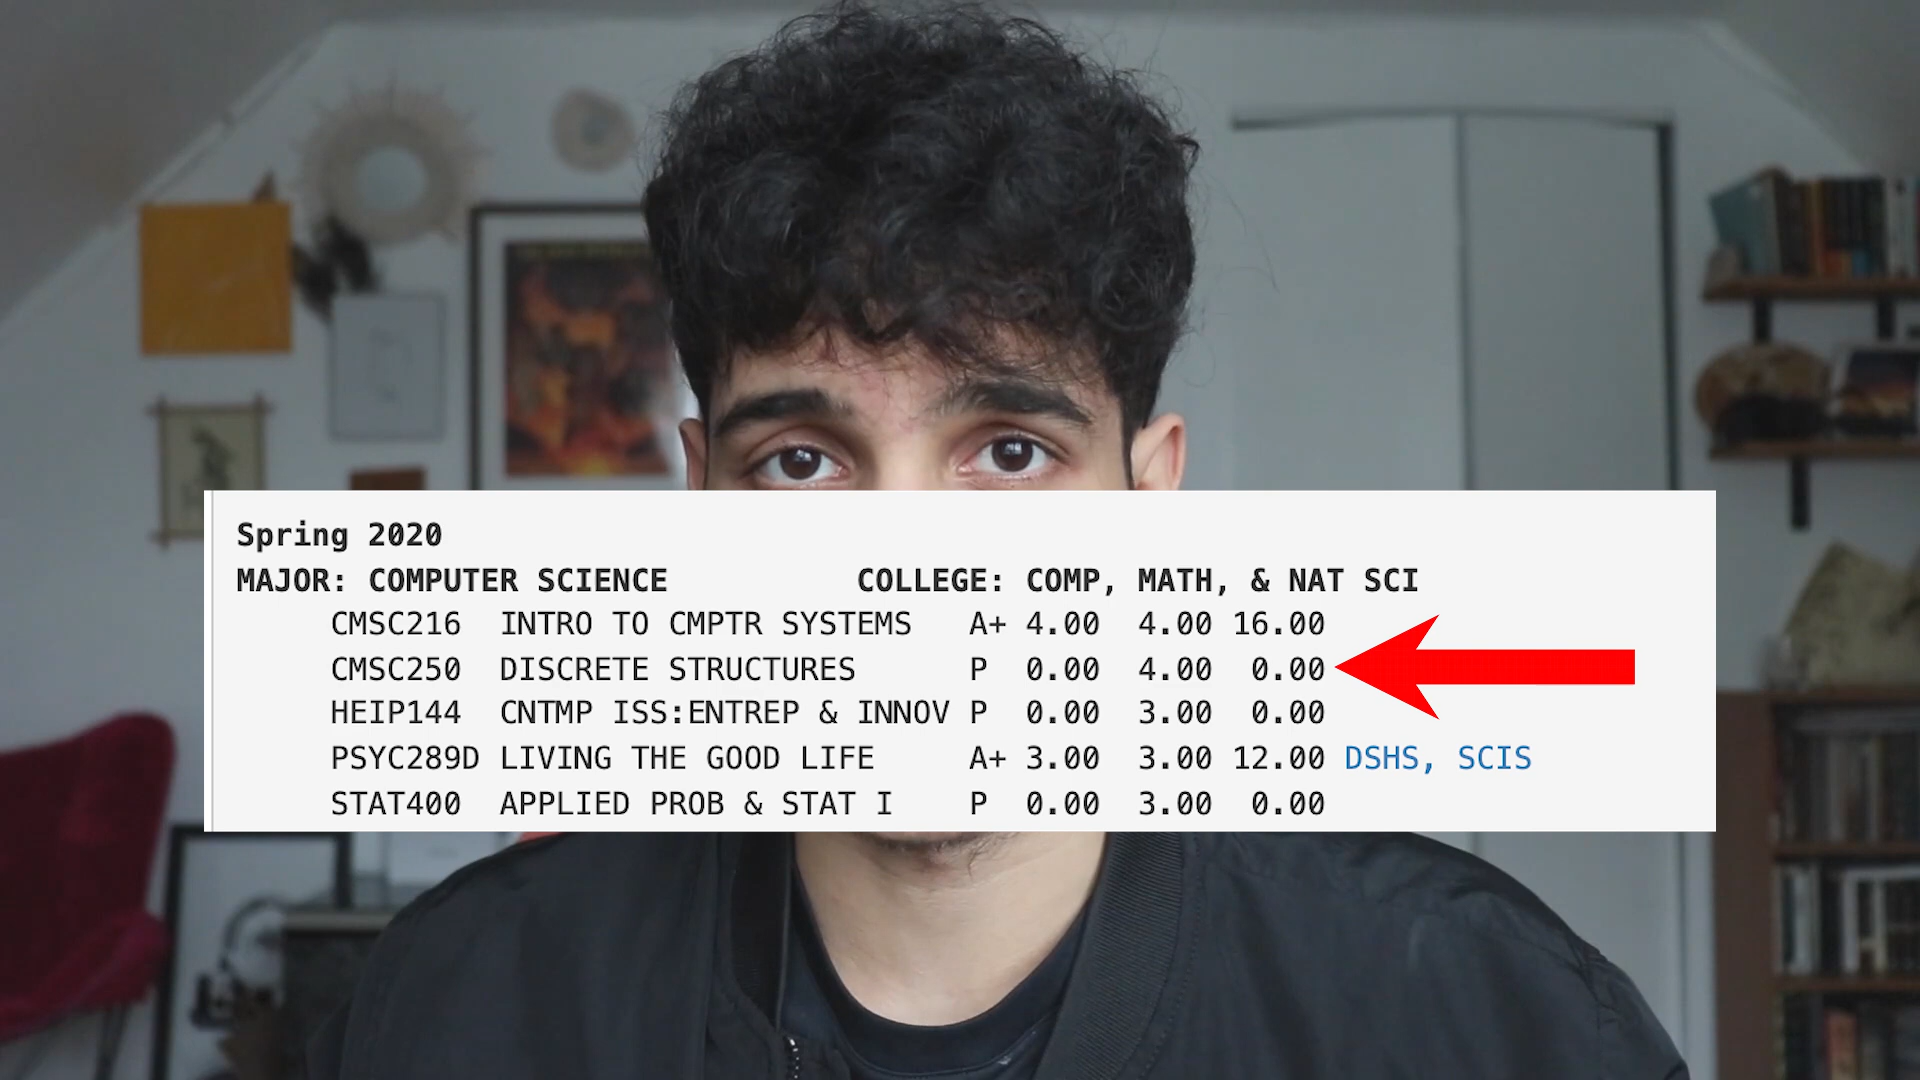 Spring 2020
MAJOR: COMPUTER SCIENCE COLLEGE: COMP, MATH, & NAT SCI
CMSC216 INTRO TO CMPTR SYSTEMS A+ 4.00 4.00 16.00
CMSC250 DISCRETE STRUCTURES P 0.00 4.00 0.00
HEIP144 CNTMP ISS:ENTREP & INNOV P 0.00 3.00 0.00
PSYC289D LIVING THE GOOD LIFE A+ 3.00 3.00 12.00 DSHS, SCIS
STAT400 APPLIED PROB & STAT I P 0.00 3.00 0.00